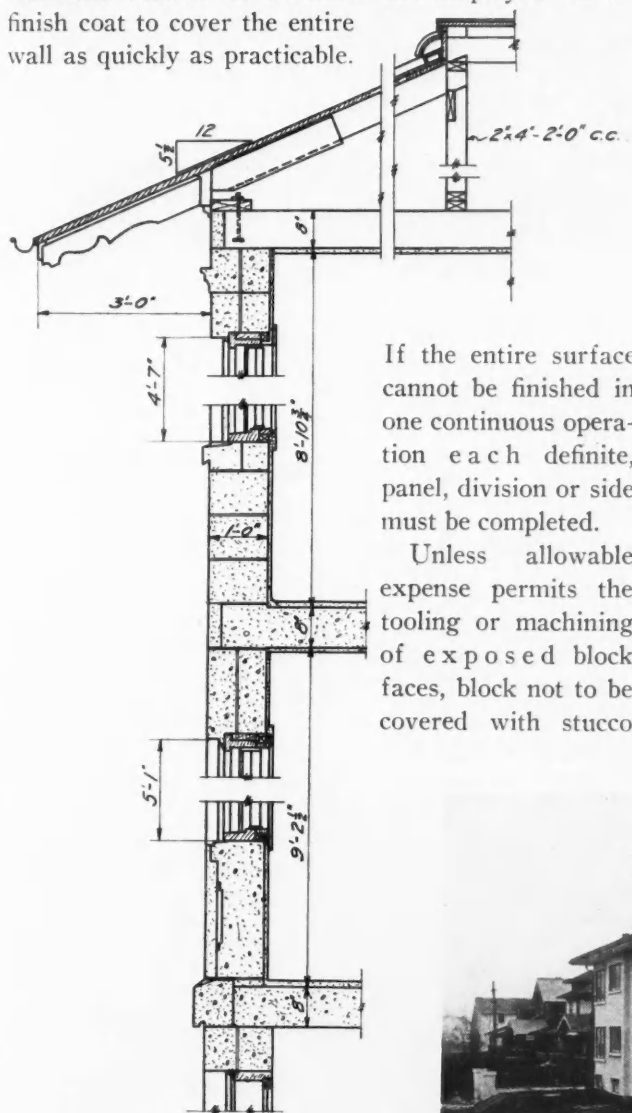 finish coat to cover the entire
wall as quickly as practicable.
12
5½
2"x4"-2'-0" c.c.
8"
3'-0"
4'-7"
8'-10¾"
If the entire surface
cannot be finished in
one continuous opera-
tion each definite,
panel, division or side
must be completed.
1'-0"
Unless allowable
expense permits the
tooling or machining
of exposed block
faces, block not to be
covered with stucco
8"
5'-1"
9'-2½"
8"